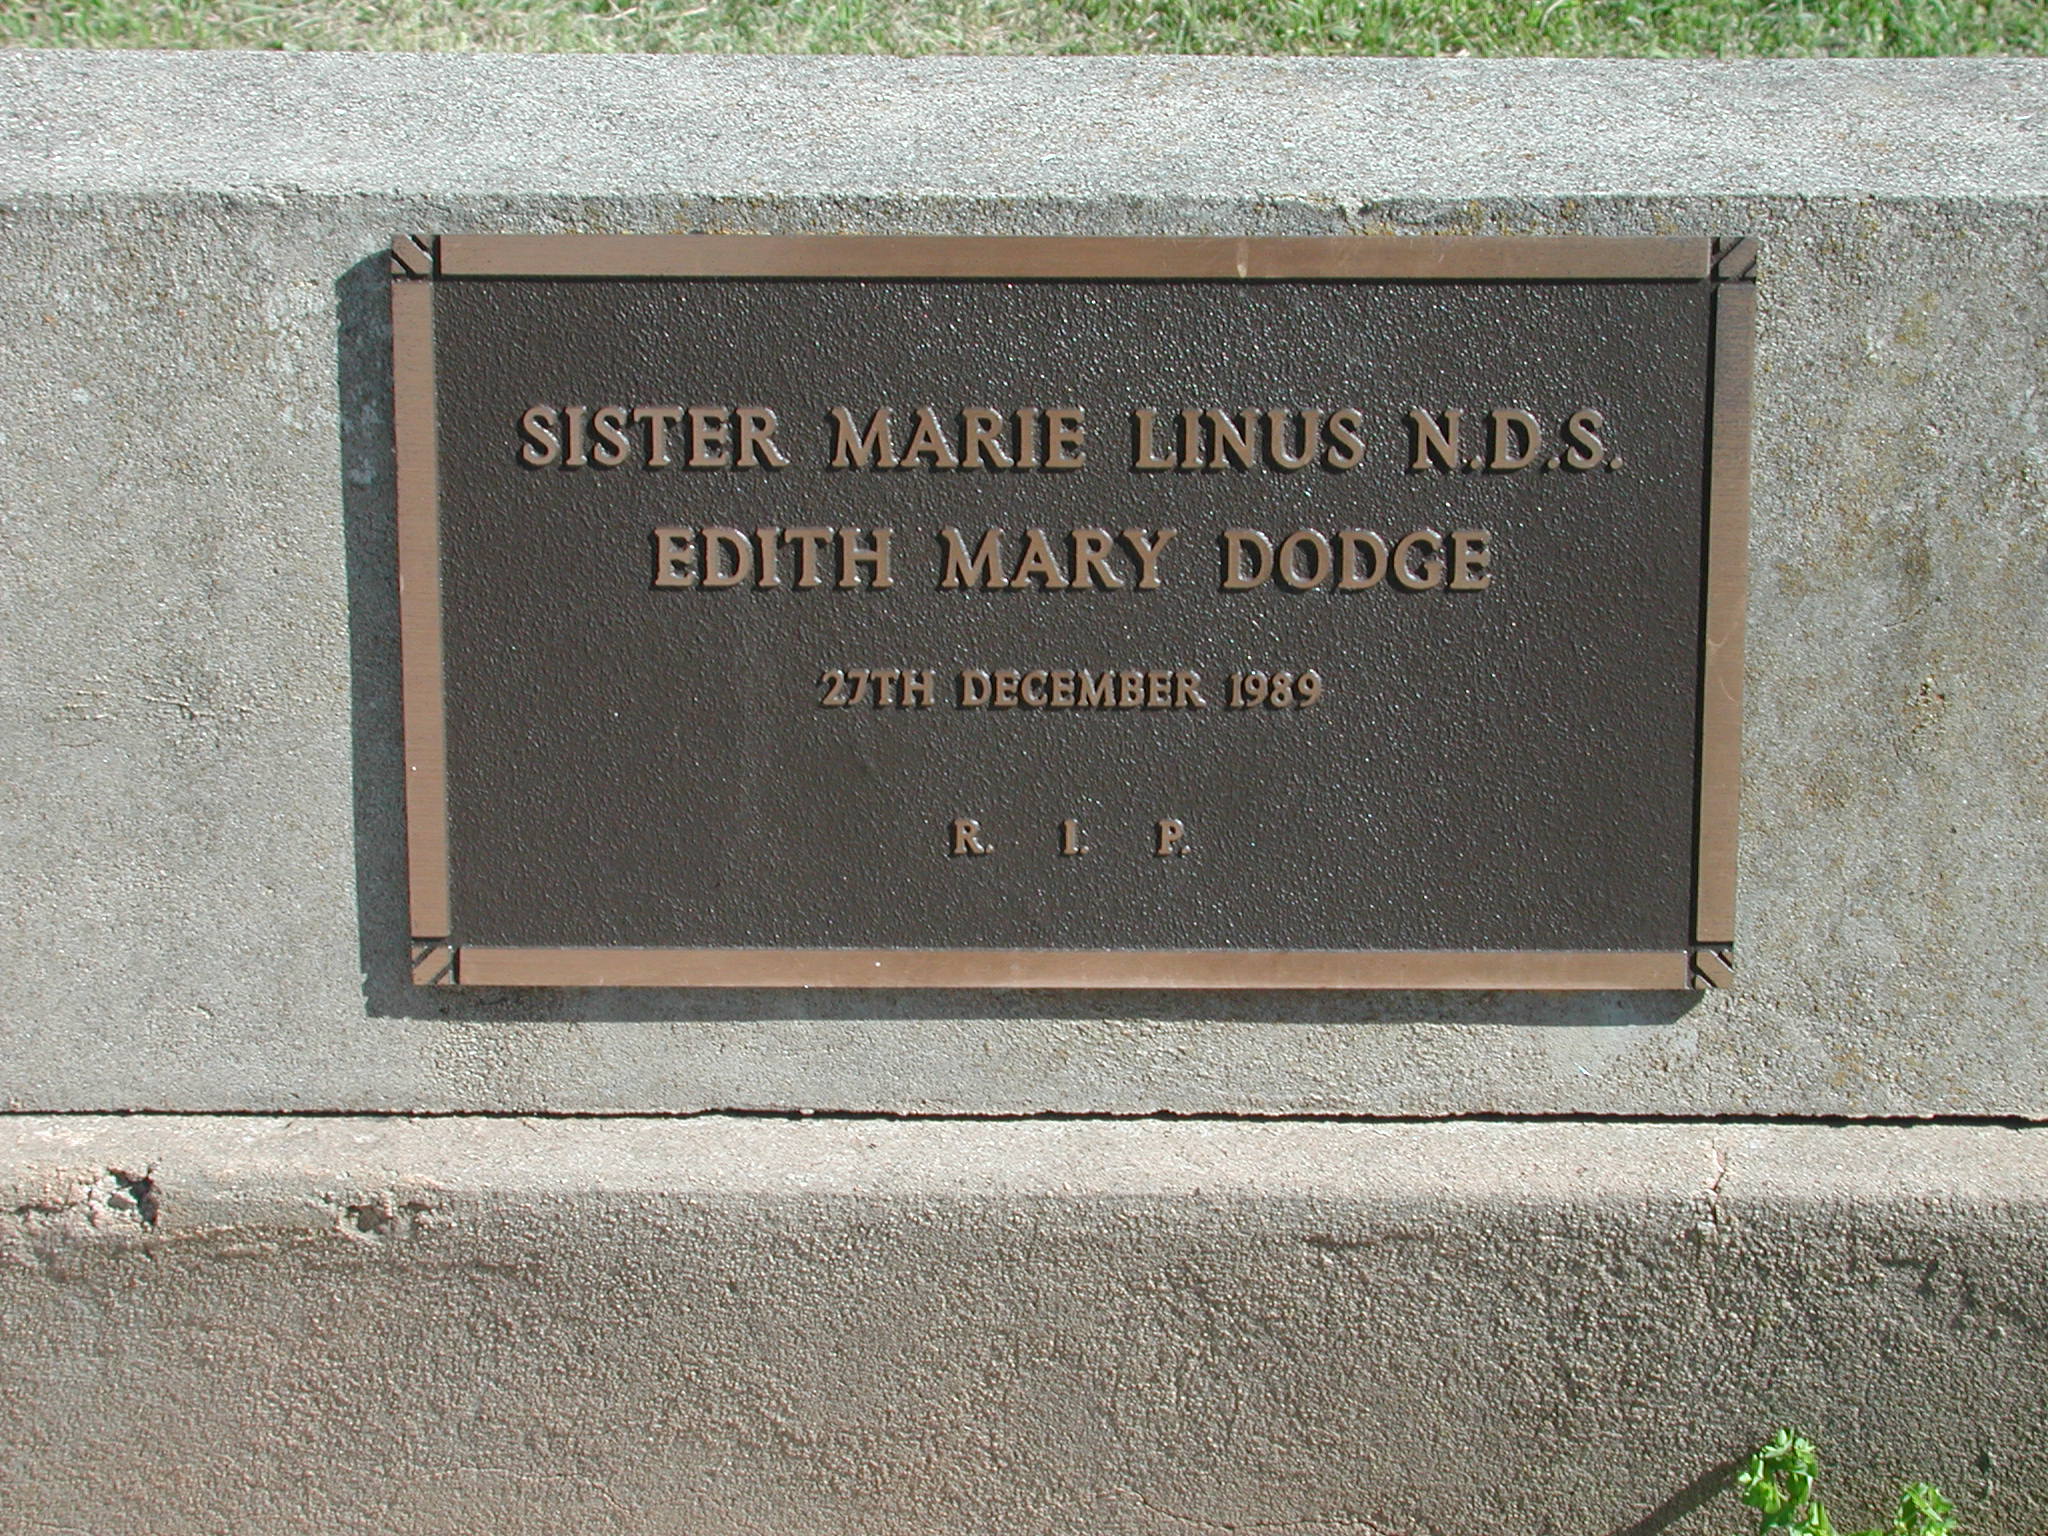 SISTER MARIE LINUS N.D.S.
EDITH MARY DODGE
27TH DECEMBER 1989
R. I. P.